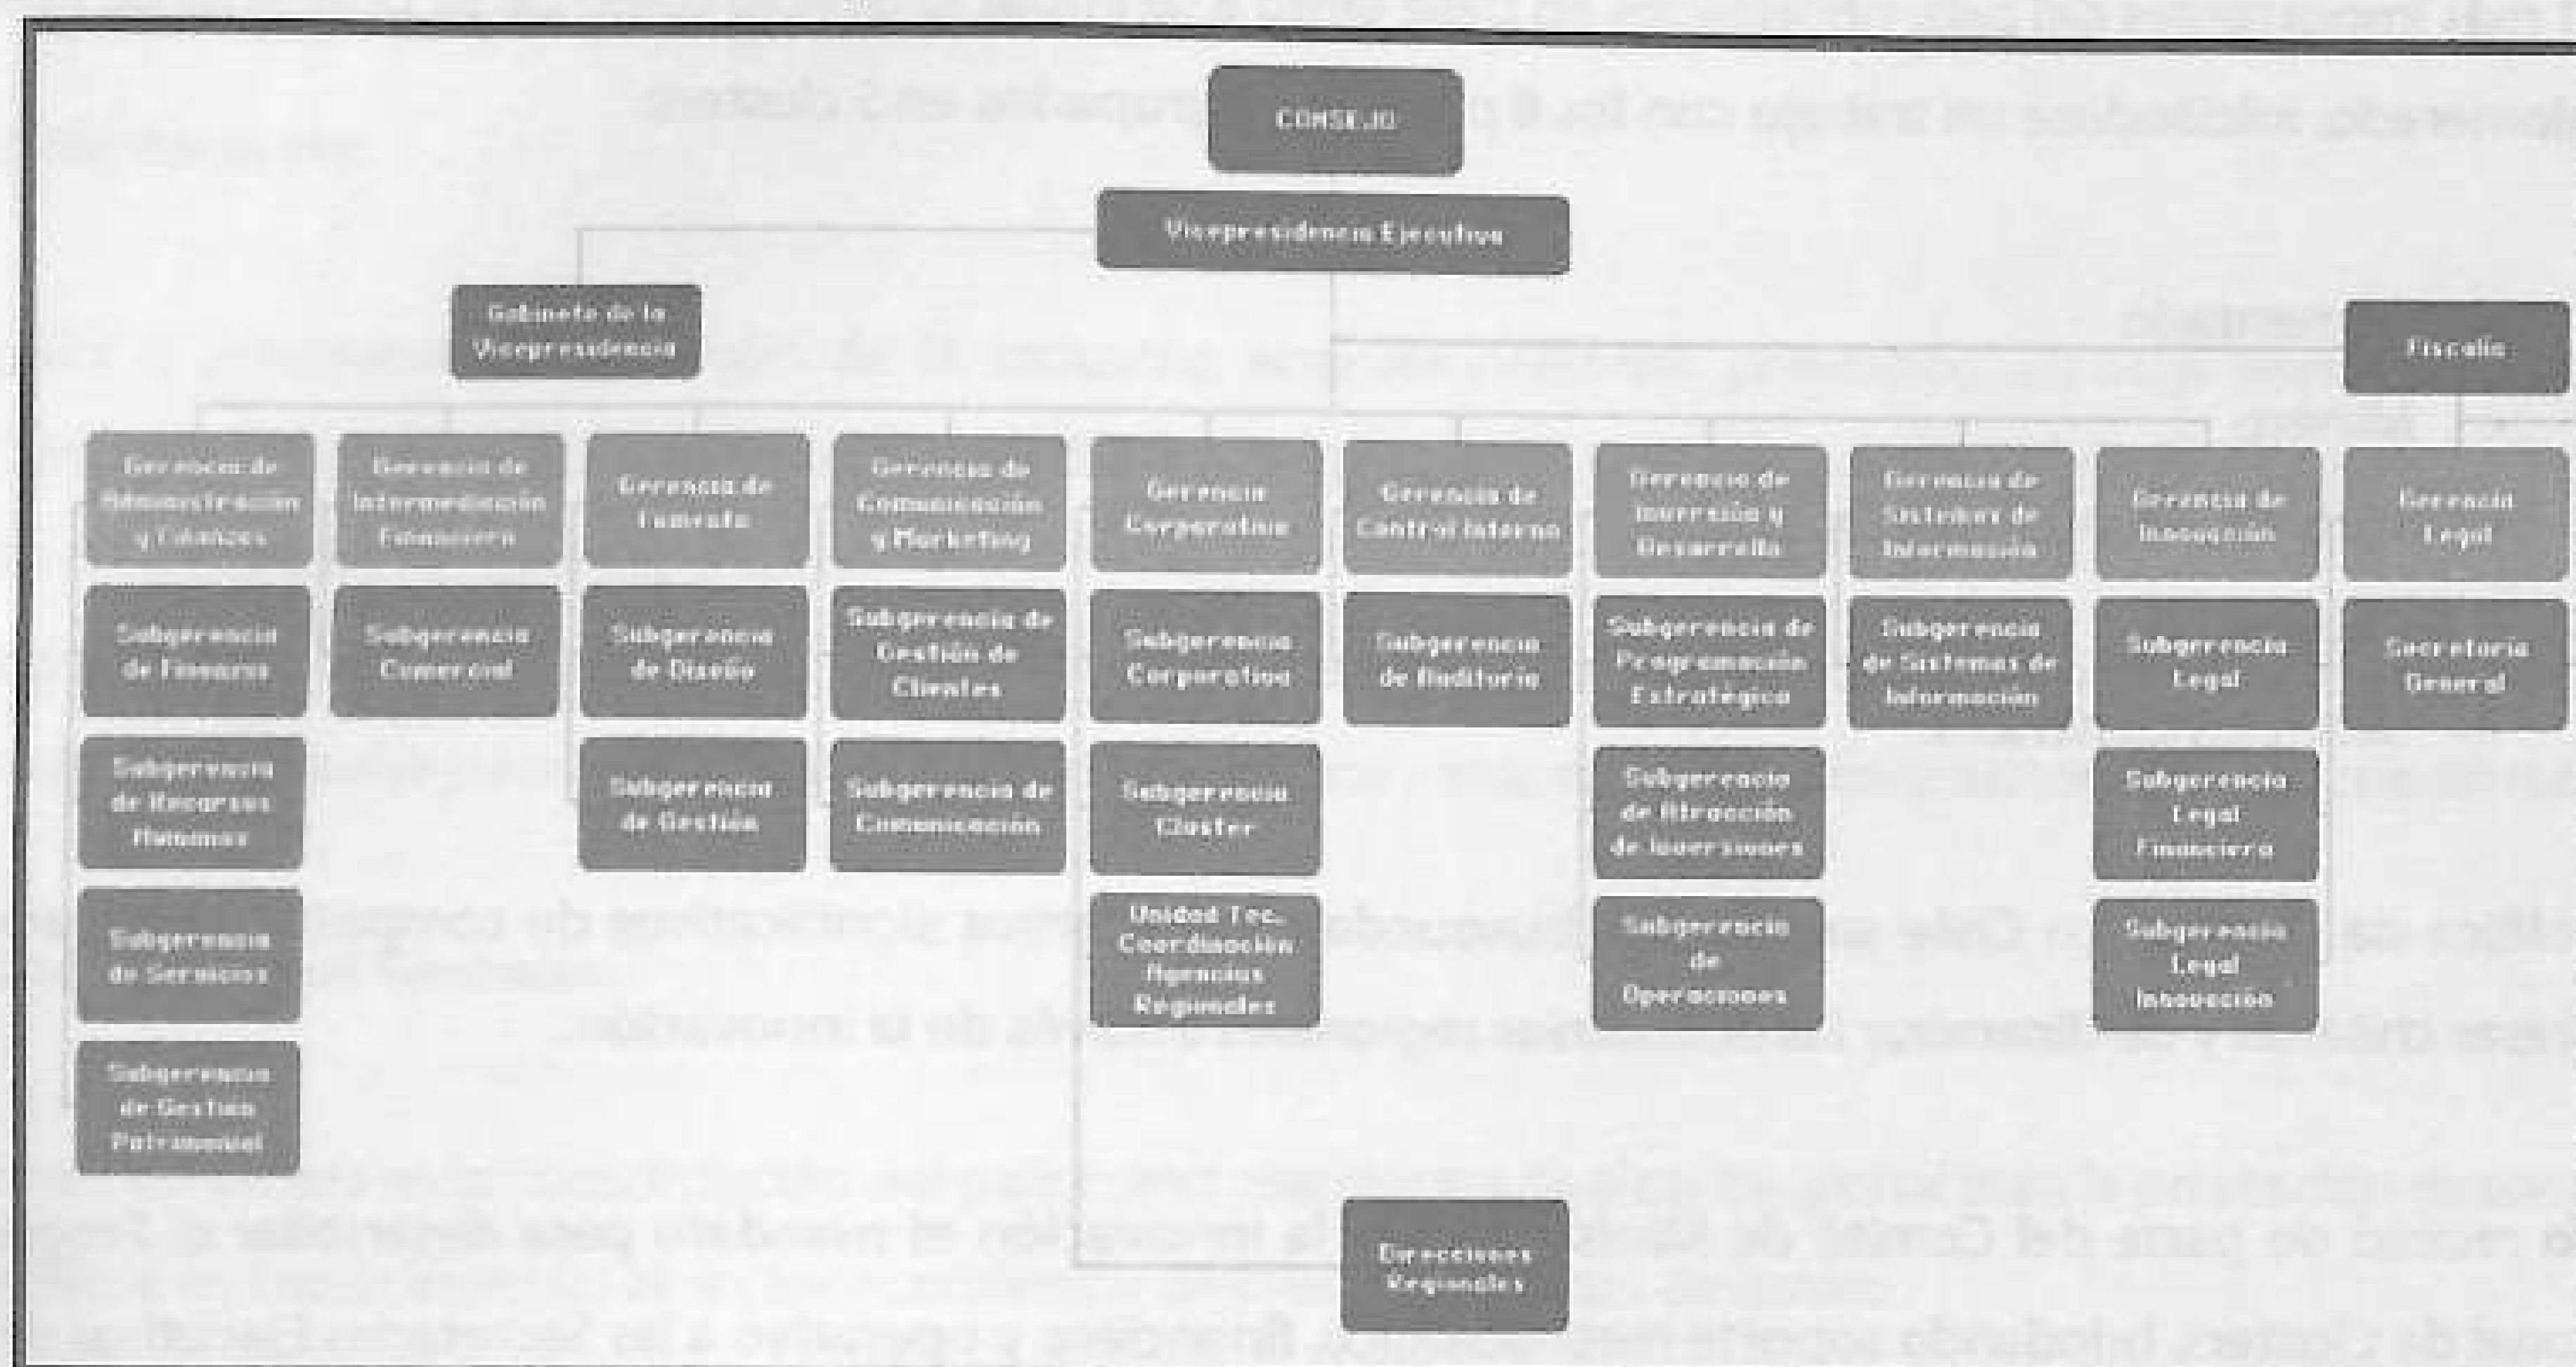 CONSEJO
Vicepresidencia Ejecutiva
Gabinete de la
Vicepresidencia
Fiscalía
Gerencia de
Administración
y Finanzas
Gerencia de
Intermediación
Financiera
Gerencia de
Fomento
Gerencia de
Comunicación
y Marketing
Gerencia
Corporativa
Gerencia de
Control Interno
Gerencia de
Inversión y
Desarrollo
Gerencia de
Sistemas de
Información
Gerencia de
Innovación
Gerencia
Legal
Subgerencia
de Finanzas
Subgerencia
Comercial
Subgerencia
de Diseño
Subgerencia de
Gestión de
Clientes
Subgerencia
Corporativa
Subgerencia
de Auditoría
Subgerencia de
Programación
Estratégica
Subgerencia
de Sistemas de
Información
Subgerencia
Legal
Secretaría
General
Subgerencia
de Recursos
Humanos
Subgerencia
de Gestión
Subgerencia de
Comunicación
Subgerencia
Cluster
Subgerencia
de Atracción
de Inversiones
Subgerencia
Legal
Financiera
Subgerencia
de Servicios
Unidad Tec.
Coordinación
Agencias
Regionales
Subgerencia
de
Operaciones
Subgerencia
Legal
Innovación
Subgerencia
de Gestión
Patrimonial
Direcciones
Regionales